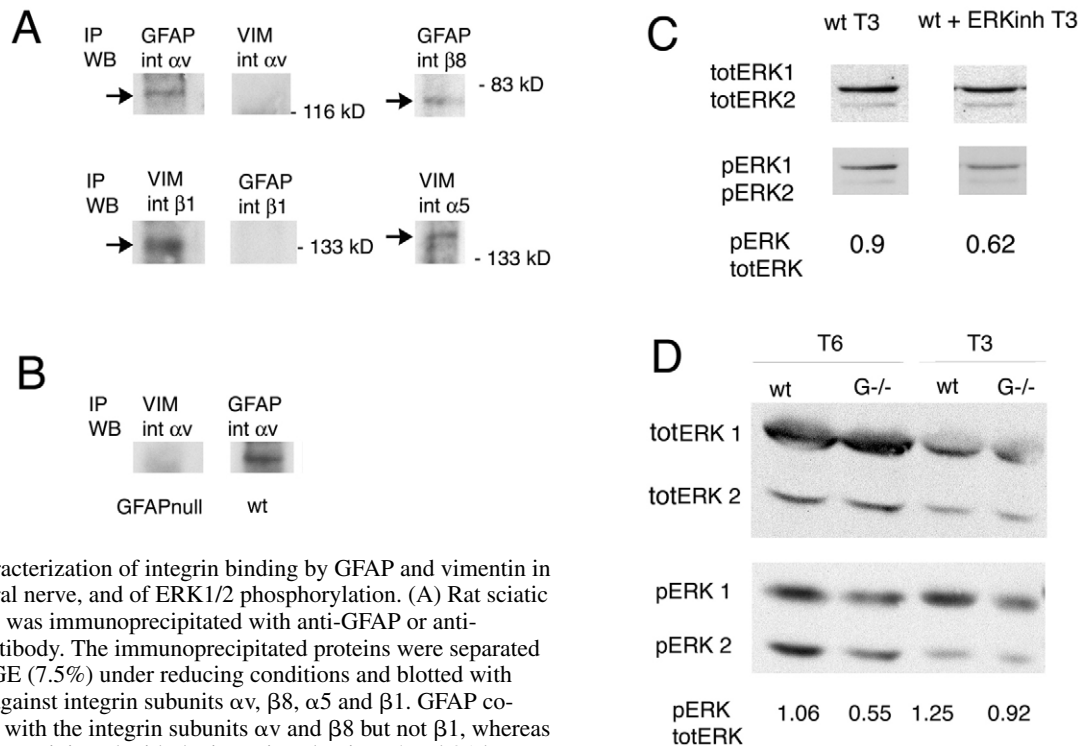 A
IP GFAP VIM GFAP
WB int αv int αv int β8
- 83 kD
- 116 kD
IP VIM GFAP VIM
WB int β1 int β1 int α5
- 133 kD
- 133 kD
B
IP VIM GFAP
WB int αv int αv
GFAPnull wt
racterization of integrin binding by GFAP and vimentin in
ral nerve, and of ERK1/2 phosphorylation. (A) Rat sciatic
was immunoprecipitated with anti-GFAP or anti-
tibody. The immunoprecipitated proteins were separated
GE (7.5%) under reducing conditions and blotted with
against integrin subunits αv, β8, α5 and β1. GFAP co-
with the integrin subunits αv and β8 but not β1, whereas
C
wt T3 wt + ERKinh T3
totERK1
totERK2
pERK1
pERK2
pERK 0.9 0.62
totERK
D
T6 T3
wt G-/- wt G-/-
totERK 1
totERK 2
pERK 1
pERK 2
pERK 1.06 0.55 1.25 0.92
totERK